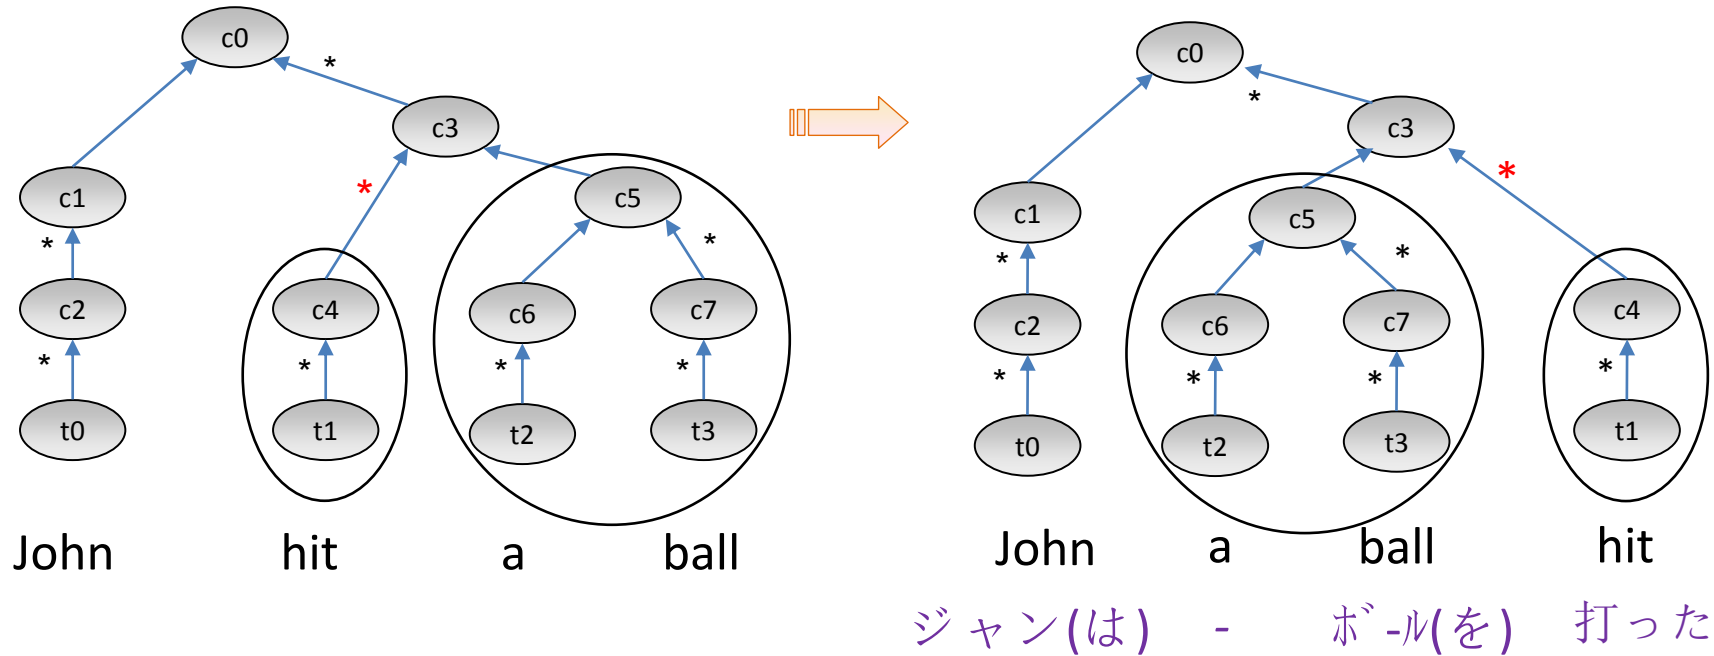 c0 c0
* *
c3 c3
* *
c1 c5 c1 c5
* * * *
c2 c4 c6 c7 c2 c6 c7 c4
* * * * * * * *
t0 t1 t2 t3 t0 t2 t3 t1
John hit a ball John a ball hit
ジャン(は) - ボ-ル(を) 打った